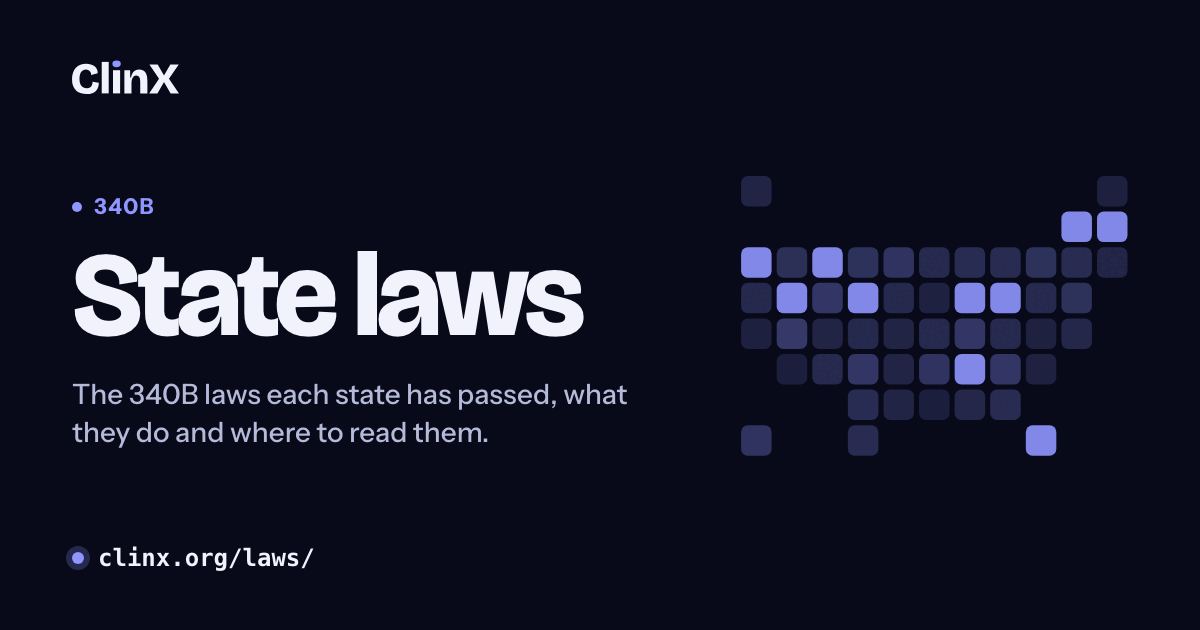 ClinX
340B
State laws
The 340B laws each state has passed, what
they do and where to read them.
clinx.org/laws/